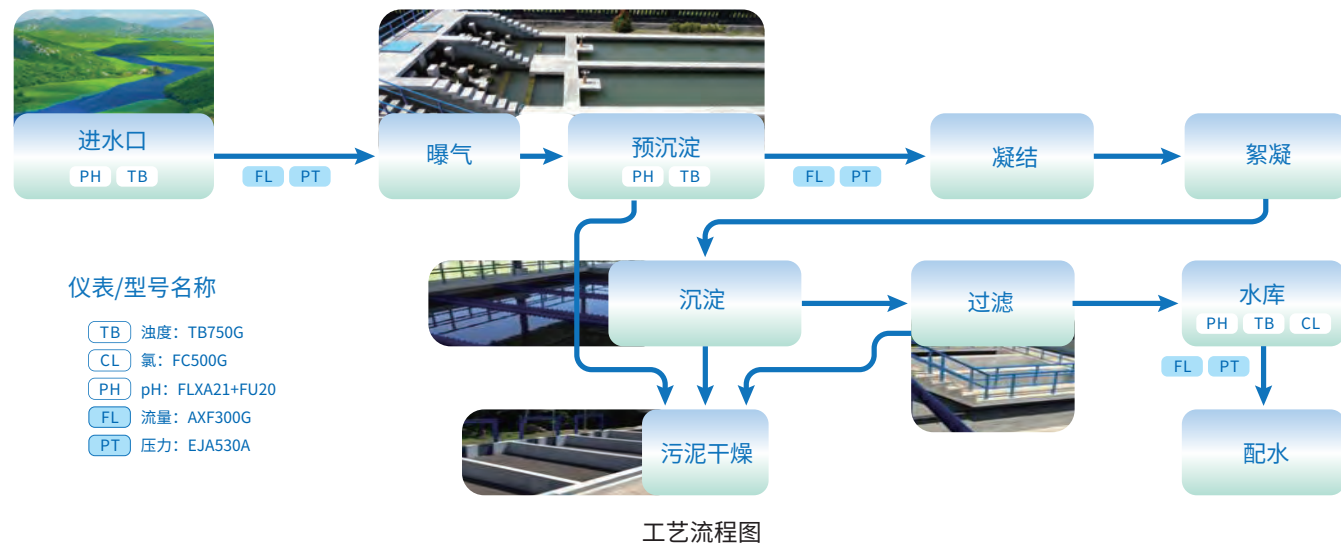 进水口
PH TB
FL PT
曝气
预沉淀
PH TB
FL PT
凝结
絮凝
仪表/型号名称
TB 浊度：TB750G
CL 氯：FC500G
PH pH：FLXA21+FU20
FL 流量：AXF300G
PT 压力：EJA530A
沉淀
过滤
水库
PH TB CL
FL PT
污泥干燥
配水
工艺流程图